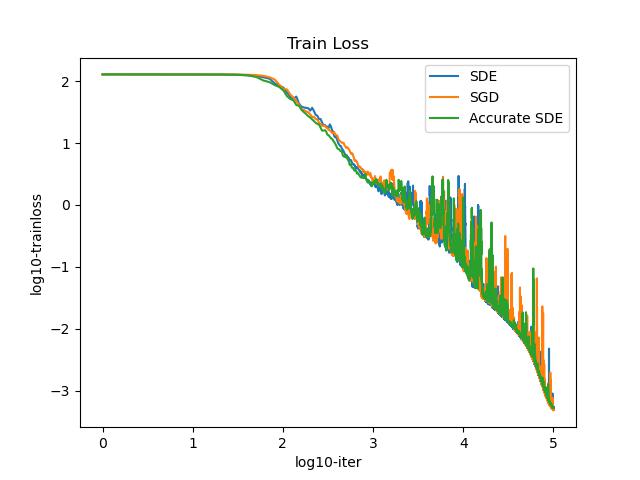 Train Loss
SDE
SGD
Accurate SDE
log10-trainloss
2
1
0
−1
−2
−3
0 1 2 3 4 5
log10-iter